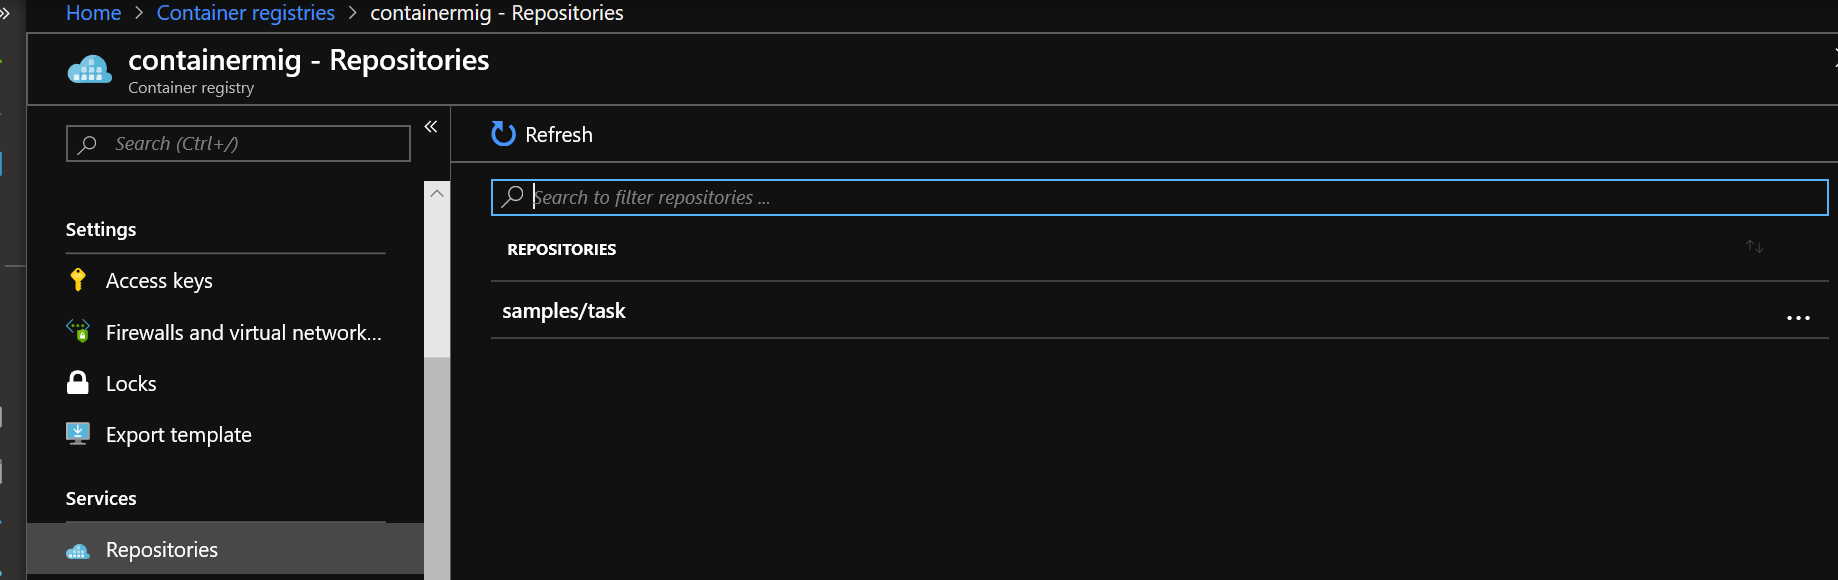 Home > Container registries > containermig - Repositories
containermig - Repositories
Container registry
Search (Ctrl+/)
Settings
Access keys
Firewalls and virtual network...
Locks
Export template
Services
Repositories
Refresh
Search to filter repositories ...
REPOSITORIES
samples/task